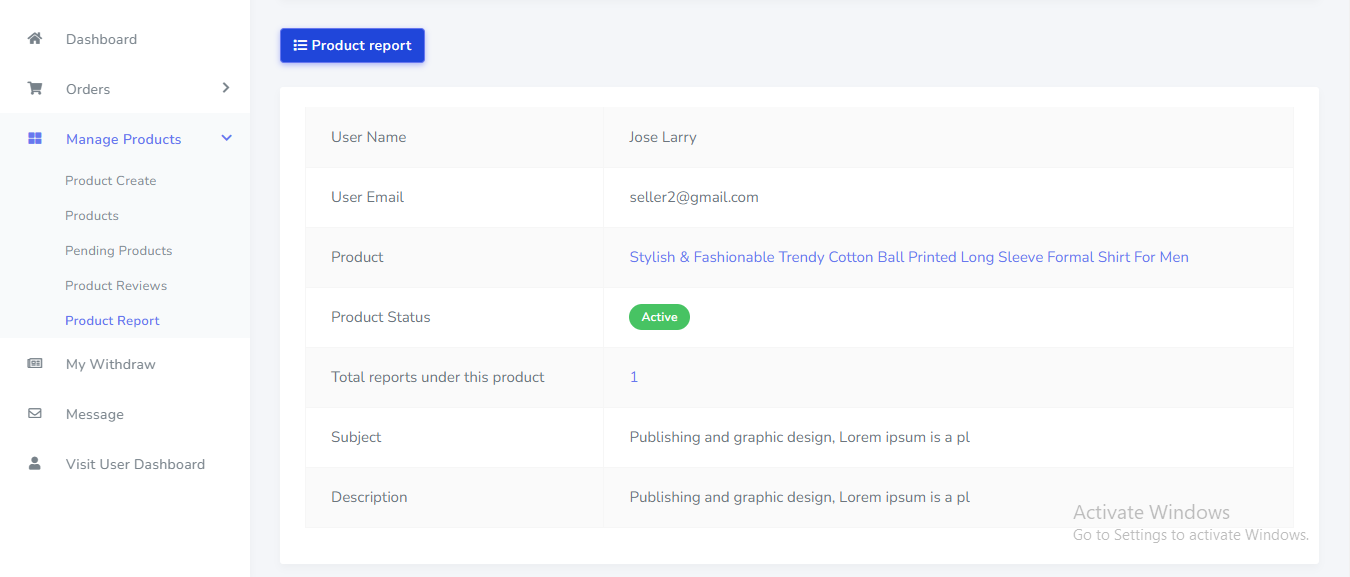 Dashboard
Orders
Manage Products
Product Create
Products
Pending Products
Product Reviews
Product Report
My Withdraw
Message
Visit User Dashboard
Product report
User Name Jose Larry
User Email seller2@gmail.com
Product Stylish & Fashionable Trendy Cotton Ball Printed Long Sleeve Formal Shirt For Men
Product Status Active
Total reports under this product 1
Subject Publishing and graphic design, Lorem ipsum is a pl
Description Publishing and graphic design, Lorem ipsum is a pl
Activate Windows
Go to Settings to activate Windows.